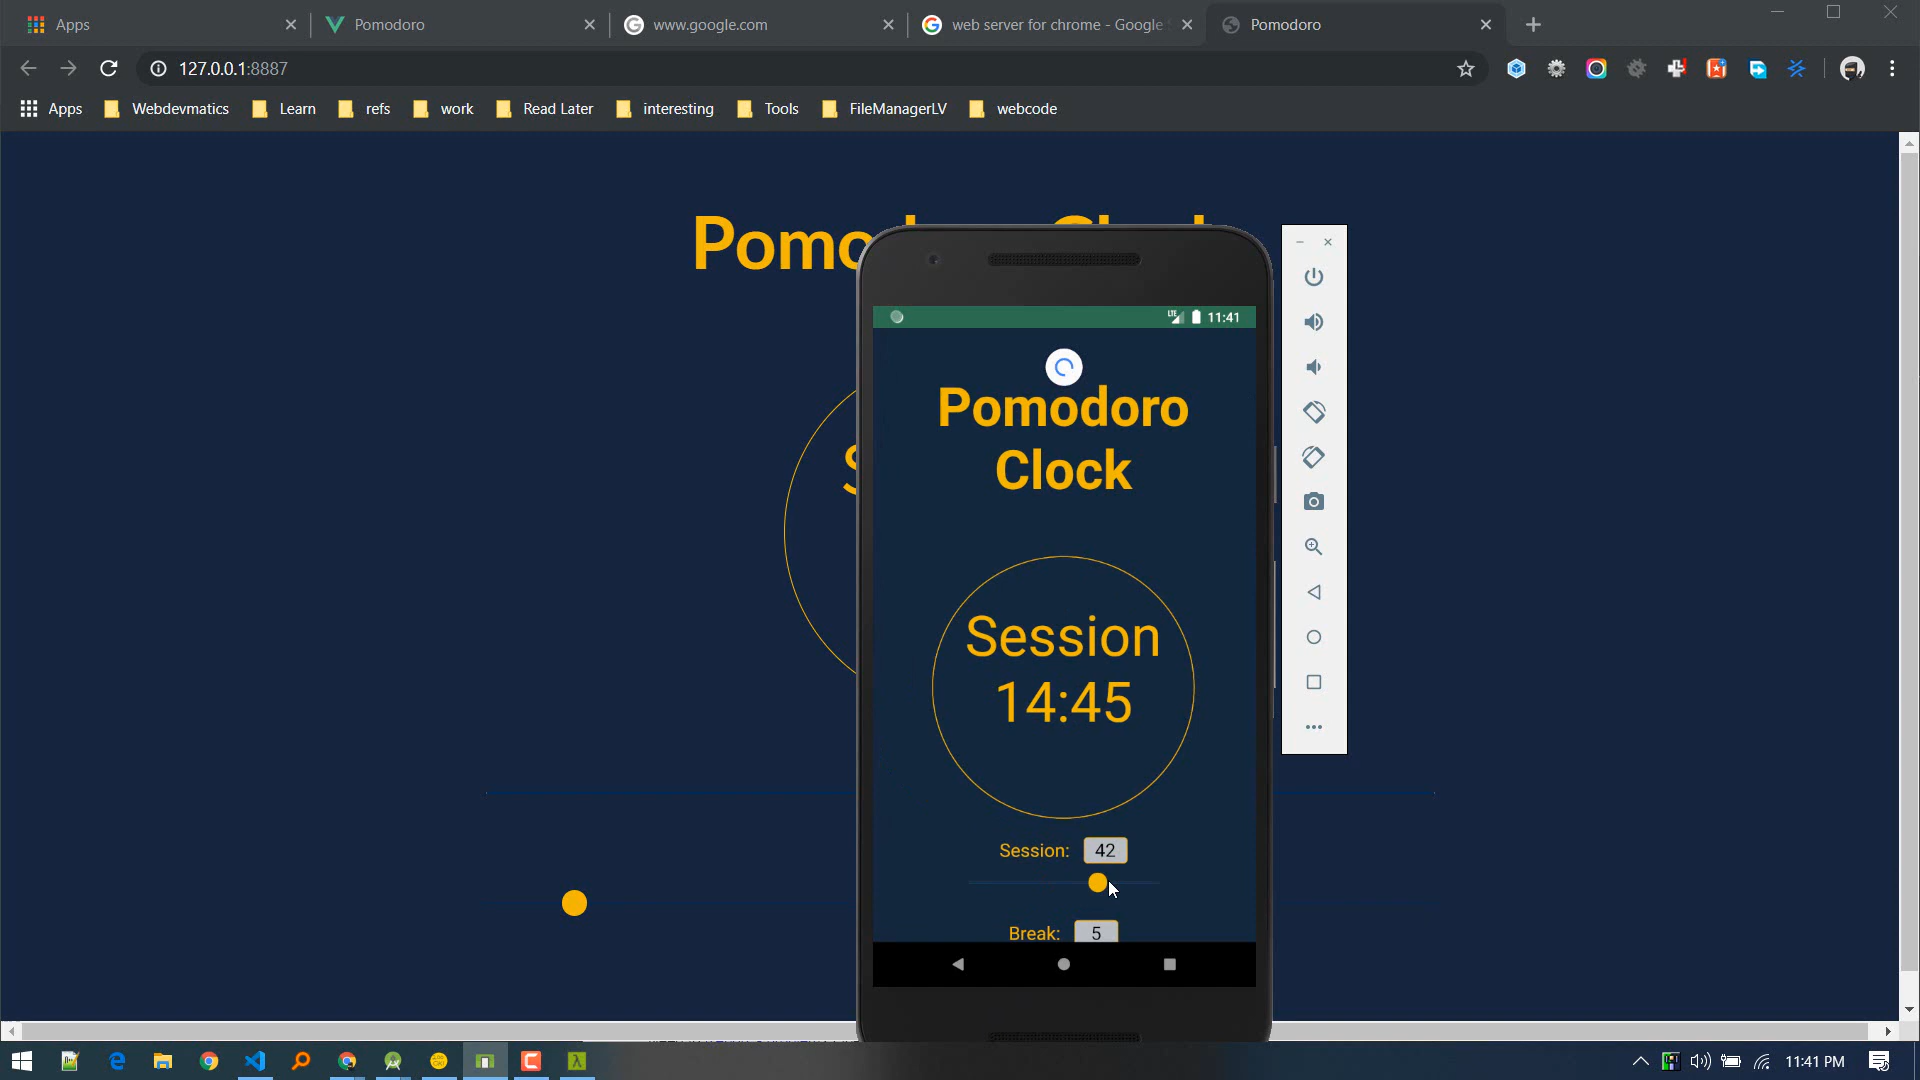 Apps
Pomodoro
www.google.com
web server for chrome - Google
Pomodoro
127.0.0.1:8887
Apps
Webdevmatics
Learn
refs
work
Read Later
interesting
Tools
FileManagerLV
webcode
LTE
11:41
Pomodoro
Clock
Session
14:45
Session: 42
Break: 5
11:41 PM